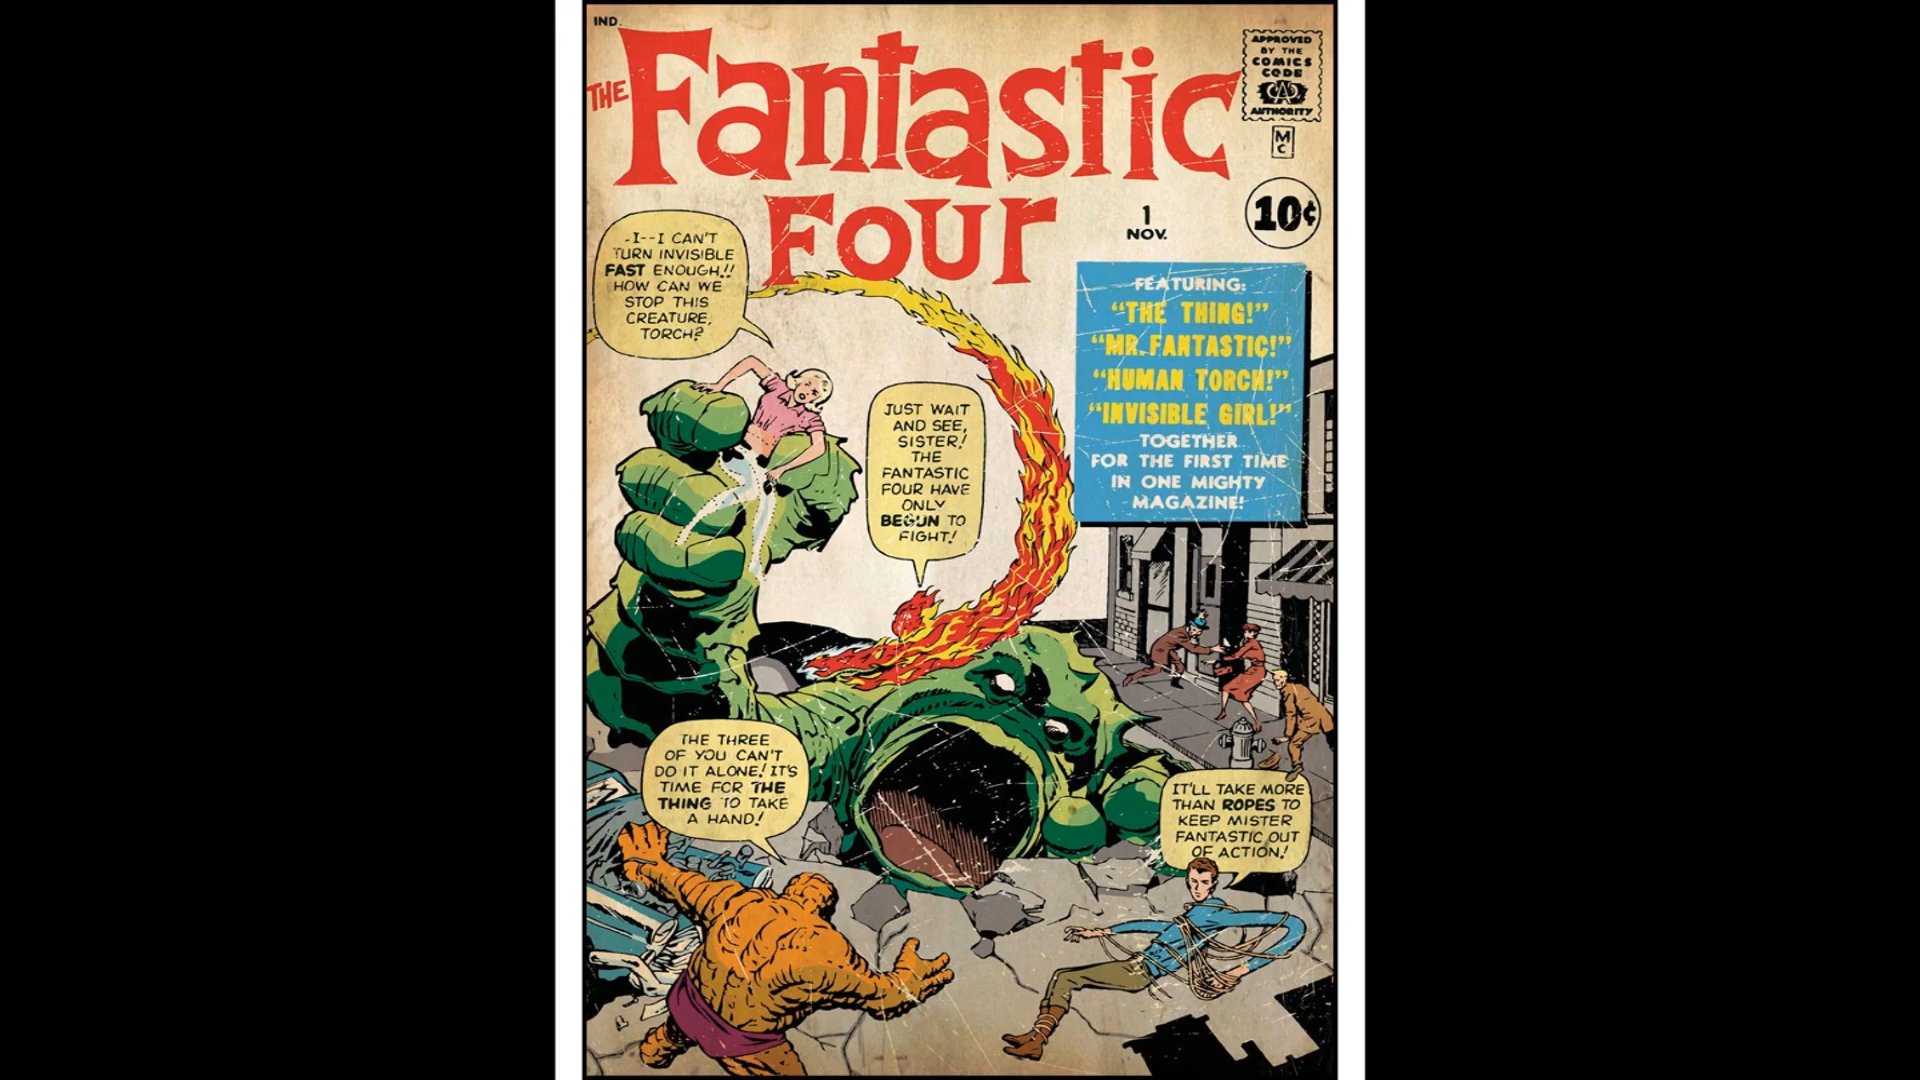 IND.
THE
Fantastic
Four
APPROVED
BY THE
COMICS
CODE
CA
AUTHORITY
M
C
1
NOV.
10¢
-I--I CAN'T
TURN INVISIBLE
FAST ENOUGH!!
HOW CAN WE
STOP THIS
CREATURE,
TORCH?
FEATURING:
"THE THING!"
"MR. FANTASTIC!"
"HUMAN TORCH!"
"INVISIBLE GIRL!"
TOGETHER
FOR THE FIRST TIME
IN ONE MIGHTY
MAGAZINE!
JUST WAIT
AND SEE,
SISTER!
THE
FANTASTIC
FOUR HAVE
ONLY
BEGUN TO
FIGHT!
THE THREE
OF YOU CAN'T
DO IT ALONE! IT'S
TIME FOR THE
THING TO TAKE
A HAND!
IT'LL TAKE MORE
THAN ROPES TO
KEEP MISTER
FANTASTIC OUT
OF ACTION!